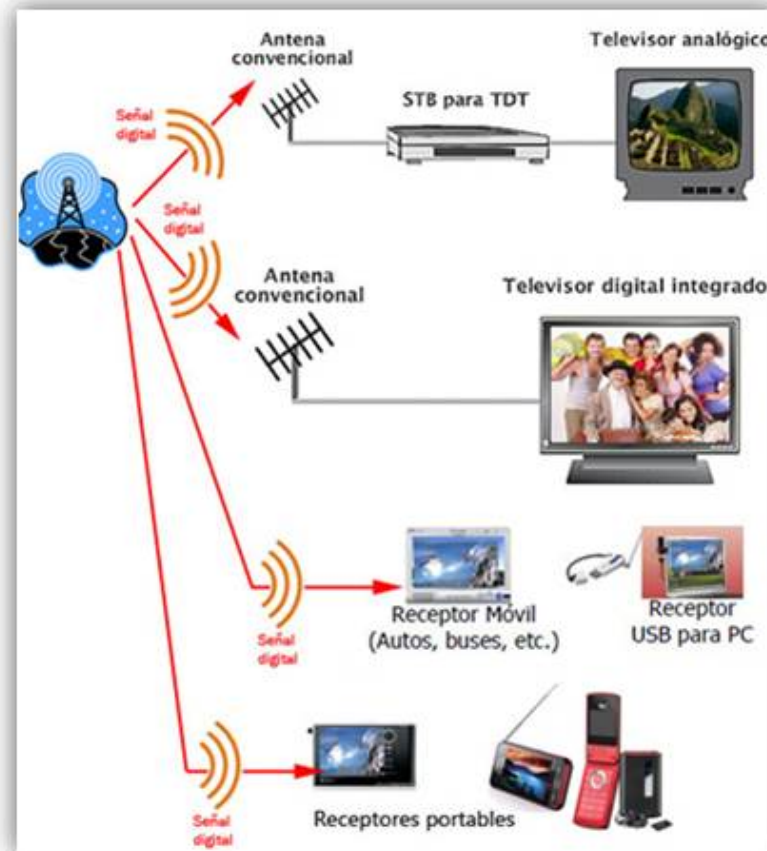 Antena
convencional
Televisor analógico
STB para TDT
Señal
digital
Señal
digital
Antena
convencional
Televisor digital integrado
Receptor Móvil
(Autos, buses, etc.)
Receptor
USB para PC
Señal
digital
Receptores portables
Señal
digital